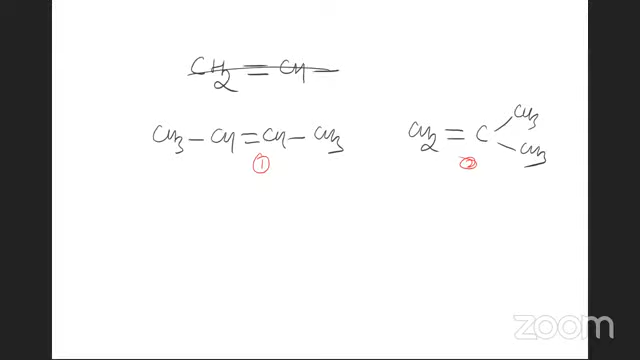 CH2 = CH -
CH3 - CH = CH - CH3
①
CH2 = C
CH3
CH3
②
zoom